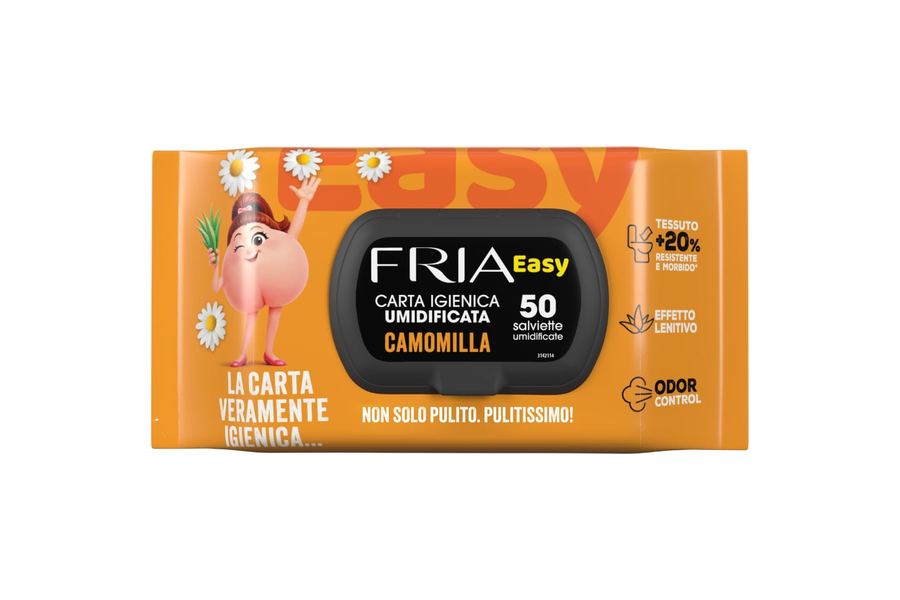 Easy
FRIA Easy
CARTA IGIENICA
UMIDIFICATA
CAMOMILLA
50
salviette
umidificate
3142114
LA CARTA
VERAMENTE
IGIENICA...
NON SOLO PULITO. PULITISSIMO!
TESSUTO
+20%
RESISTENTE
E MORBIDO*
EFFETTO
LENITIVO
ODOR
CONTROL